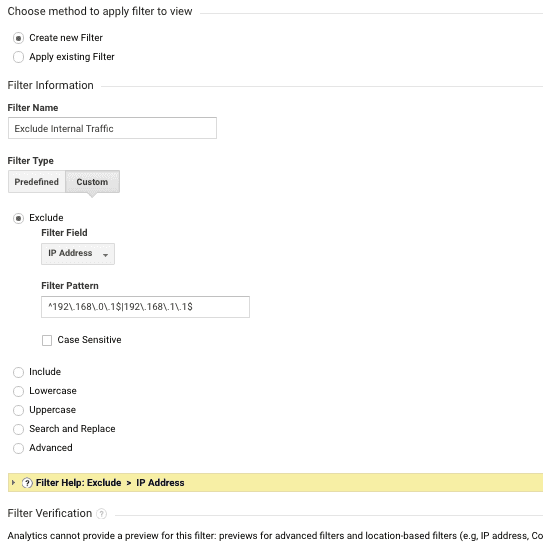 Choose method to apply filter to view
Create new Filter
Apply existing Filter
Filter Information
Filter Name
Exclude Internal Traffic
Filter Type
Predefined Custom
Exclude
Filter Field
IP Address
Filter Pattern
^192\.168\.0\.1$|192\.168\.1\.1$
Case Sensitive
Include
Lowercase
Uppercase
Search and Replace
Advanced
? Filter Help: Exclude > IP Address
Filter Verification ?
Analytics cannot provide a preview for this filter: previews for advanced filters and location-based filters (e.g, IP address, Co